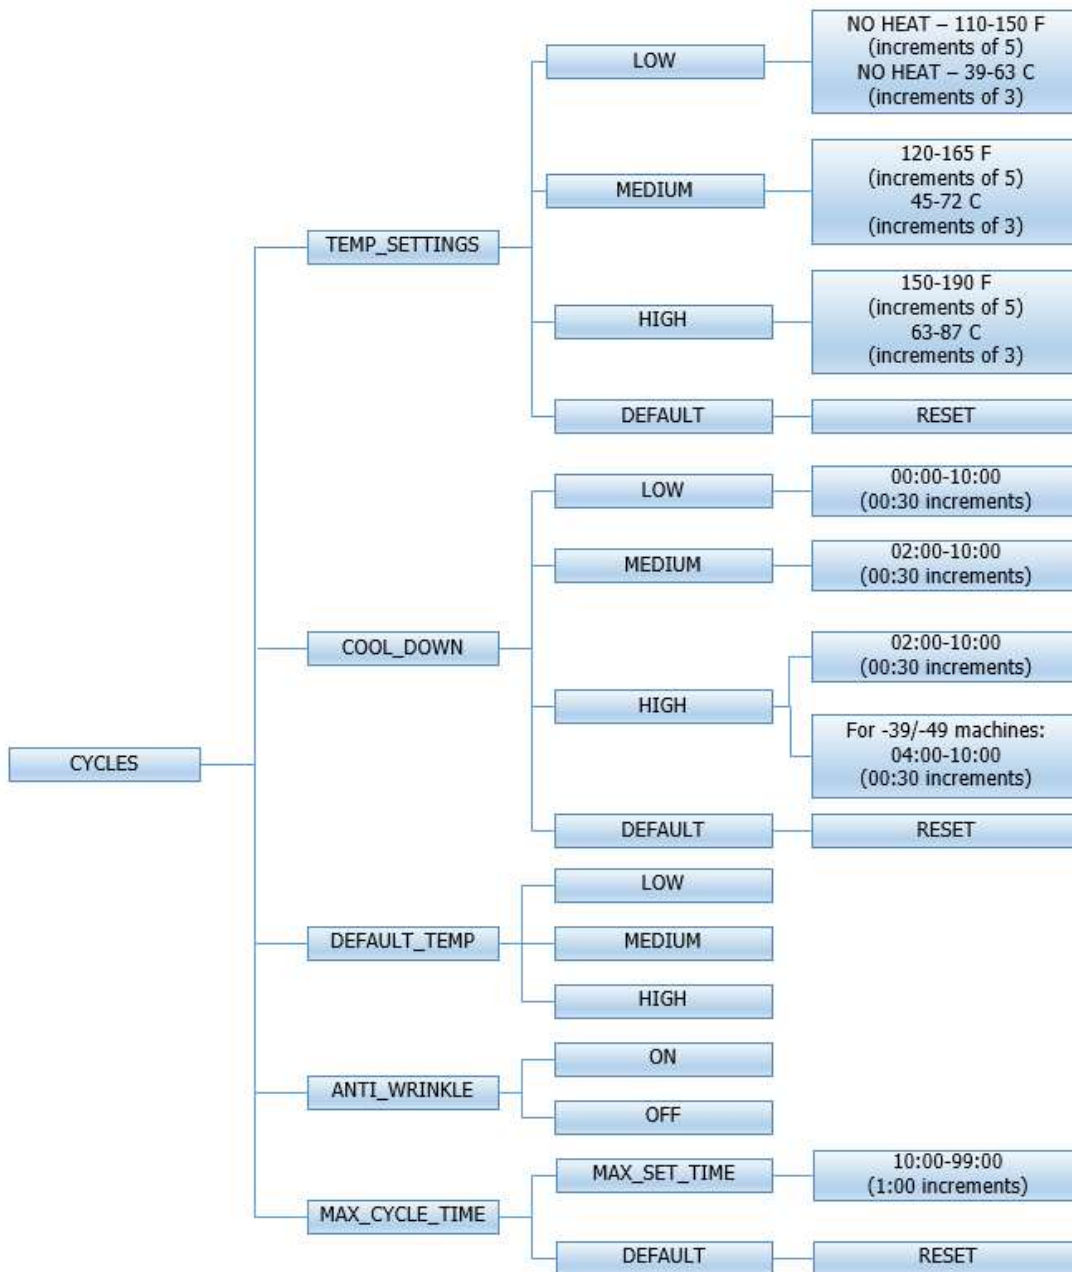 CYCLES
TEMP_SETTINGS
LOW
NO HEAT – 110-150 F
(increments of 5)
NO HEAT – 39-63 C
(increments of 3)
MEDIUM
120-165 F
(increments of 5)
45-72 C
(increments of 3)
HIGH
150-190 F
(increments of 5)
63-87 C
(increments of 3)
DEFAULT
RESET
COOL_DOWN
LOW
00:00-10:00
(00:30 increments)
MEDIUM
02:00-10:00
(00:30 increments)
HIGH
02:00-10:00
(00:30 increments)
For -39/-49 machines:
04:00-10:00
(00:30 increments)
DEFAULT
RESET
DEFAULT_TEMP
LOW
MEDIUM
HIGH
ANTI_WRINKLE
ON
OFF
MAX_CYCLE_TIME
MAX_SET_TIME
10:00-99:00
(1:00 increments)
DEFAULT
RESET